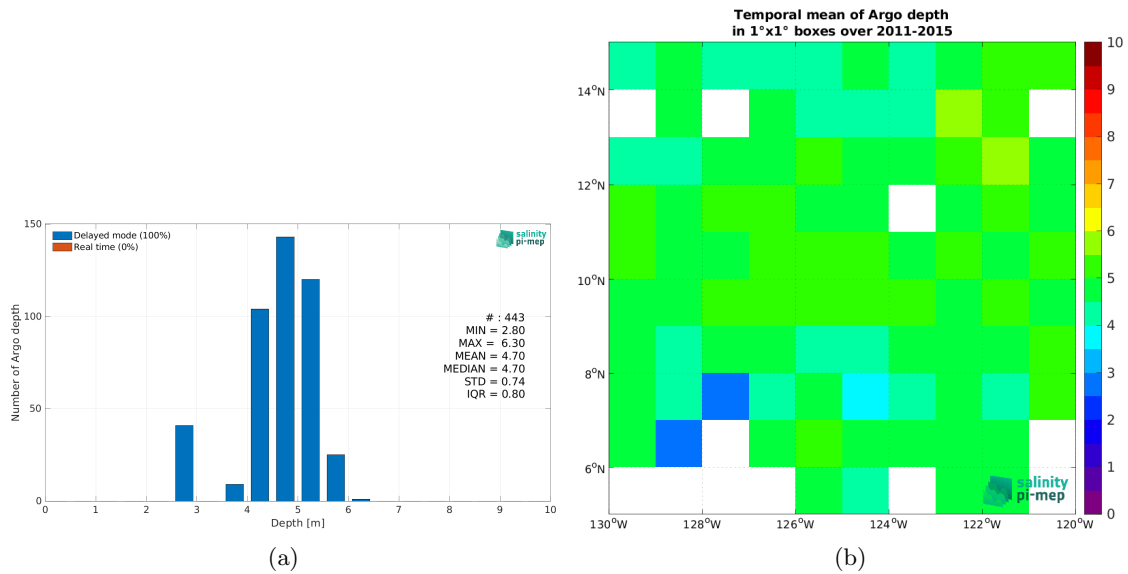 150
100
50
0
Number of Argo depth
Delayed mode (100%)
Real time (0%)
salinity
pi-mep
# : 443
MIN = 2.80
MAX = 6.30
MEAN = 4.70
MEDIAN = 4.70
STD = 0.74
IQR = 0.80
0 1 2 3 4 5 6 7 8 9 10
Depth [m]
(a)
Temporal mean of Argo depth
in 1°x1° boxes over 2011-2015
14°N
12°N
10°N
8°N
6°N
130°W 128°W 126°W 124°W 122°W 120°W
salinity
pi-mep
10
9
8
7
6
5
4
3
2
1
0
(b)